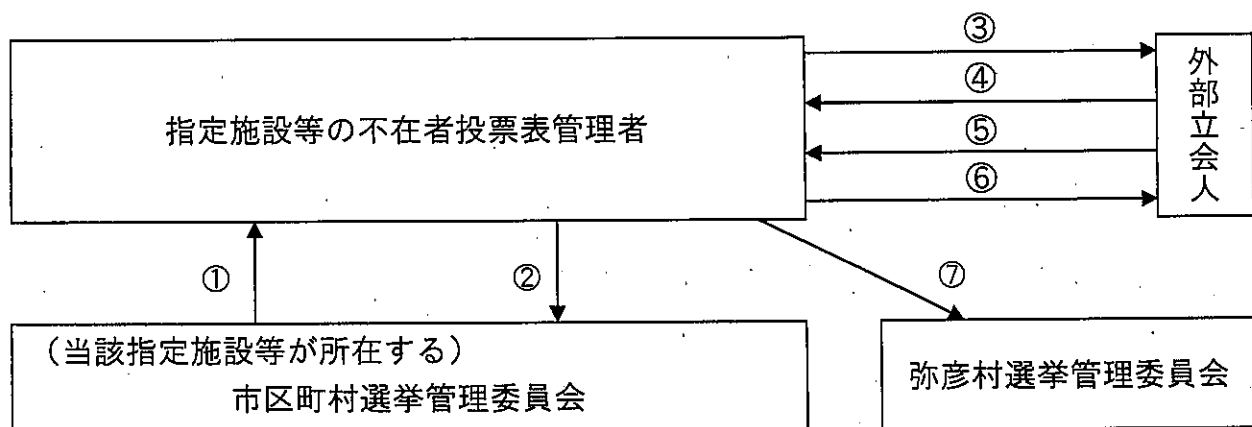 ③
④
指定施設等の不在者投票表管理者
外部立会人
⑤
⑥
①
②
⑦
（当該指定施設等が所在する）
市区町村選挙管理委員会
弥彦村選挙管理委員会